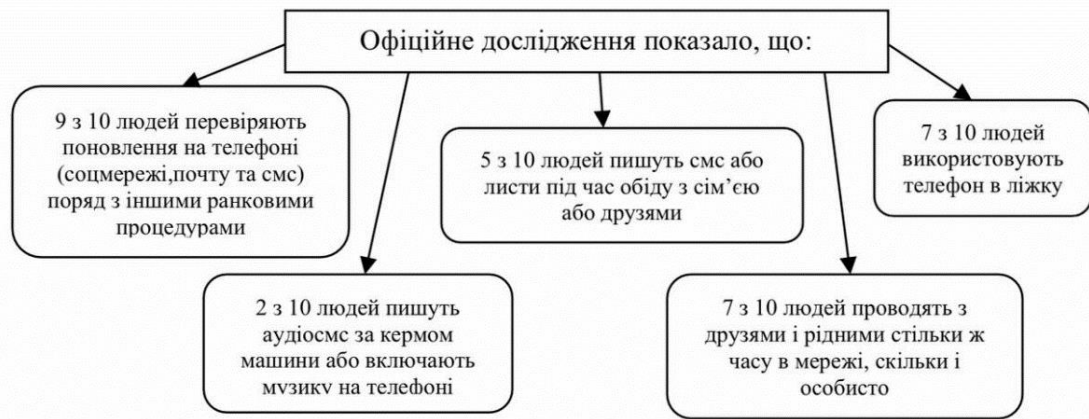 Офіційне дослідження показало, що:
9 з 10 людей перевіряють
поновлення на телефоні
(соцмережі,почту та смс)
поряд з іншими ранковими
процедурами
5 з 10 людей пишуть смс або
листи під час обіду з сім’єю
або друзями
7 з 10 людей
використовують
телефон в ліжку
2 з 10 людей пишуть
аудіосмс за кермом
машини або включають
музику на телефоні
7 з 10 людей проводять з
друзями і рідними стільки ж
часу в мережі, скільки і
особисто